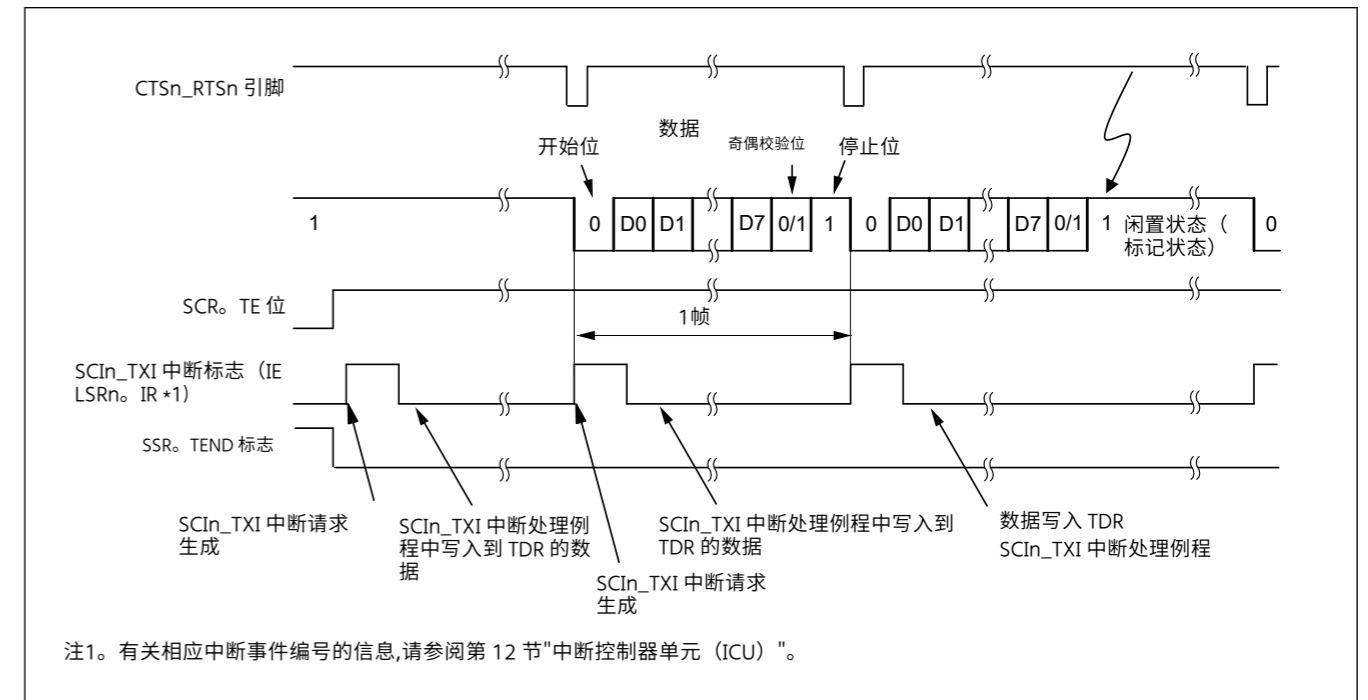 CTSn_RTSn 引脚
数据
开始位
奇偶校验位
停止位
1
0 D0 D1 D7 0/1 1 0 D0 D1 D7 0/1 1 闲置状态（
标记状态） 0
SCR。TE 位
1帧
SCIn_TXI 中断标志（IE
LSRn。IR *1）
SSR。TEND 标志
SCIn_TXI 中断请求
生成
SCIn_TXI 中断处理例
程中写入到 TDR 的数
据
SCIn_TXI 中断请求
生成
SCIn_TXI 中断处理例程中写入到
TDR 的数据
数据写入 TDR
SCIn_TXI 中断处理例程
注1。有关相应中断事件编号的信息,请参阅第 12 节"中断控制器单元（ICU）"。